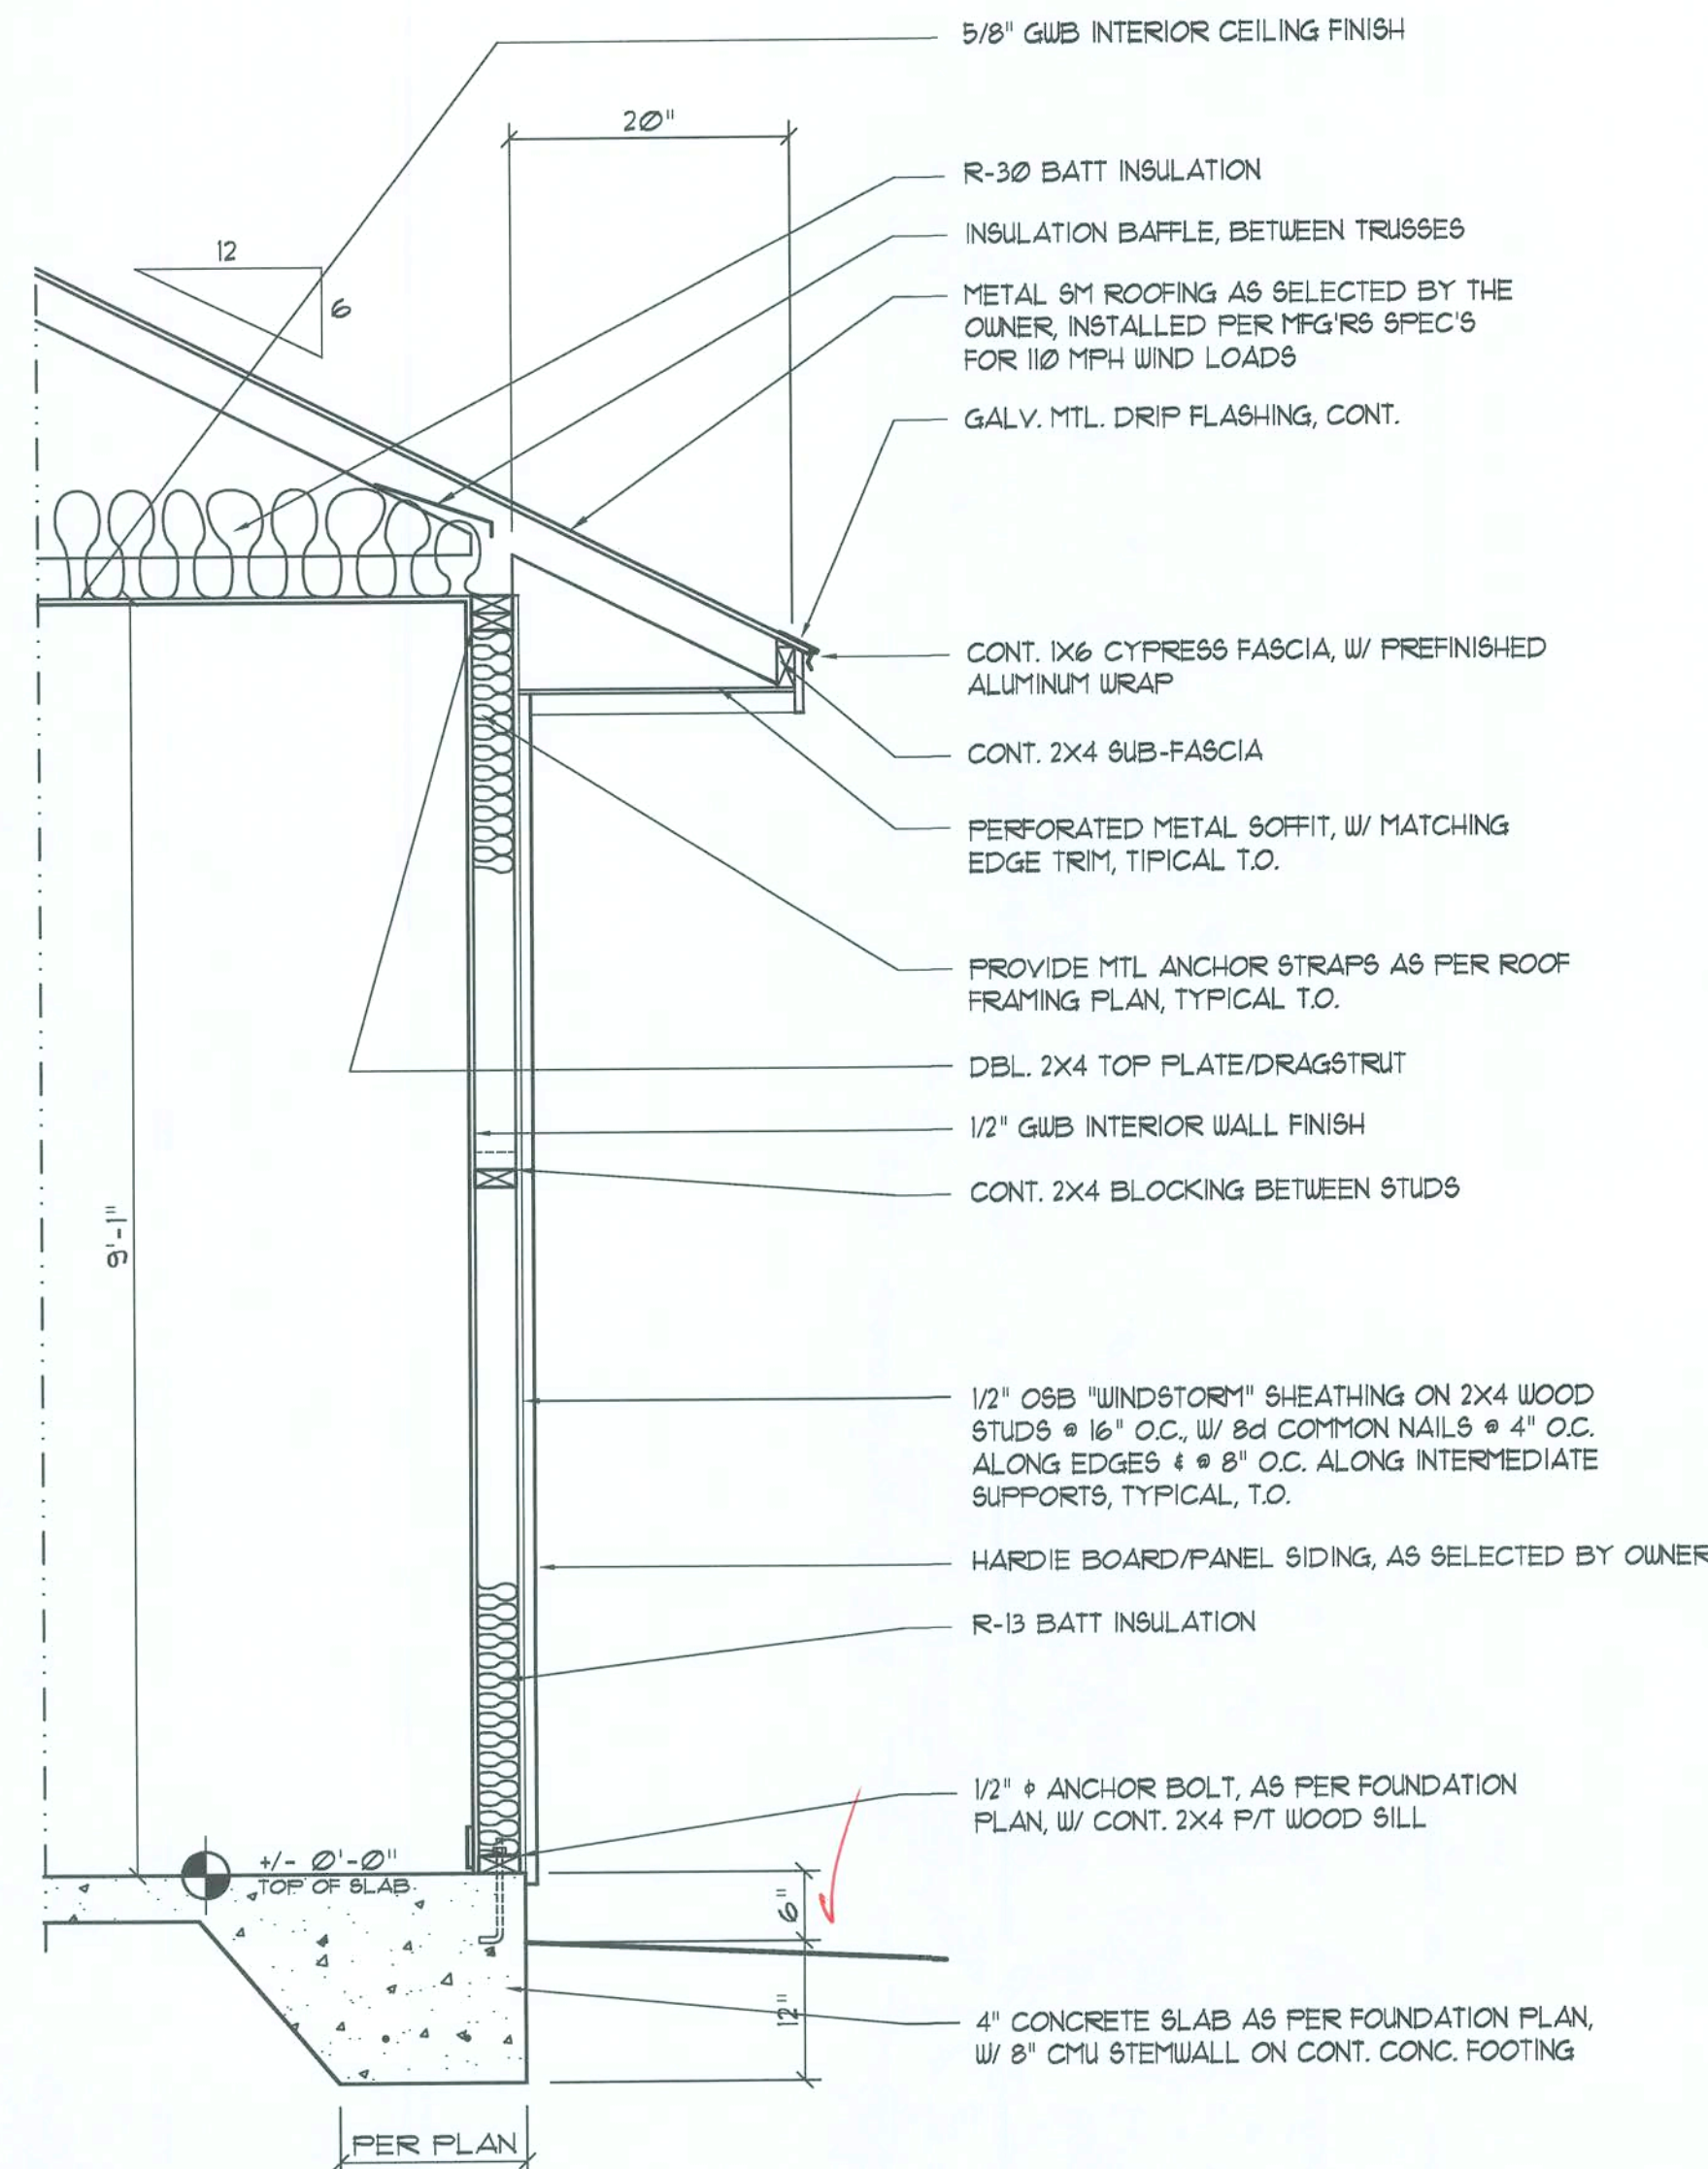 5/8" GWB INTERIOR CEILING FINISH
20"
R-30 BATT INSULATION
INSULATION BAFFLE, BETWEEN TRUSSES
12
6
METAL SM ROOFING AS SELECTED BY THE
OWNER, INSTALLED PER MFG'RS SPEC'S
FOR 110 MPH WIND LOADS
GALV. MTL. DRIP FLASHING, CONT.
CONT. 1X6 CYPRESS FASCIA, W/ PREFINISHED
ALUMINUM WRAP
CONT. 2X4 SUB-FASCIA
PERFORATED METAL SOFFIT, W/ MATCHING
EDGE TRIM, TIPICAL T.O.
PROVIDE MTL ANCHOR STRAPS AS PER ROOF
FRAMING PLAN, TYPICAL T.O.
DBL. 2X4 TOP PLATE/DRAGSTRUT
1/2" GWB INTERIOR WALL FINISH
CONT. 2X4 BLOCKING BETWEEN STUDS
9'-1"
1/2" OSB "WINDSTORM" SHEATHING ON 2X4 WOOD
STUDS @ 16" O.C., W/ 8d COMMON NAILS @ 4" O.C.
ALONG EDGES & @ 8" O.C. ALONG INTERMEDIATE
SUPPORTS, TYPICAL, T.O.
HARDIE BOARD/PANEL SIDING, AS SELECTED BY OWNER
R-13 BATT INSULATION
1/2" ϕ ANCHOR BOLT, AS PER FOUNDATION
PLAN, W/ CONT. 2X4 P/T WOOD SILL
+/- 0'-0"
TOP OF SLAB
6"
12"
4" CONCRETE SLAB AS PER FOUNDATION PLAN,
W/ 8" CMU STEMWALL ON CONT. CONC. FOOTING
PER PLAN